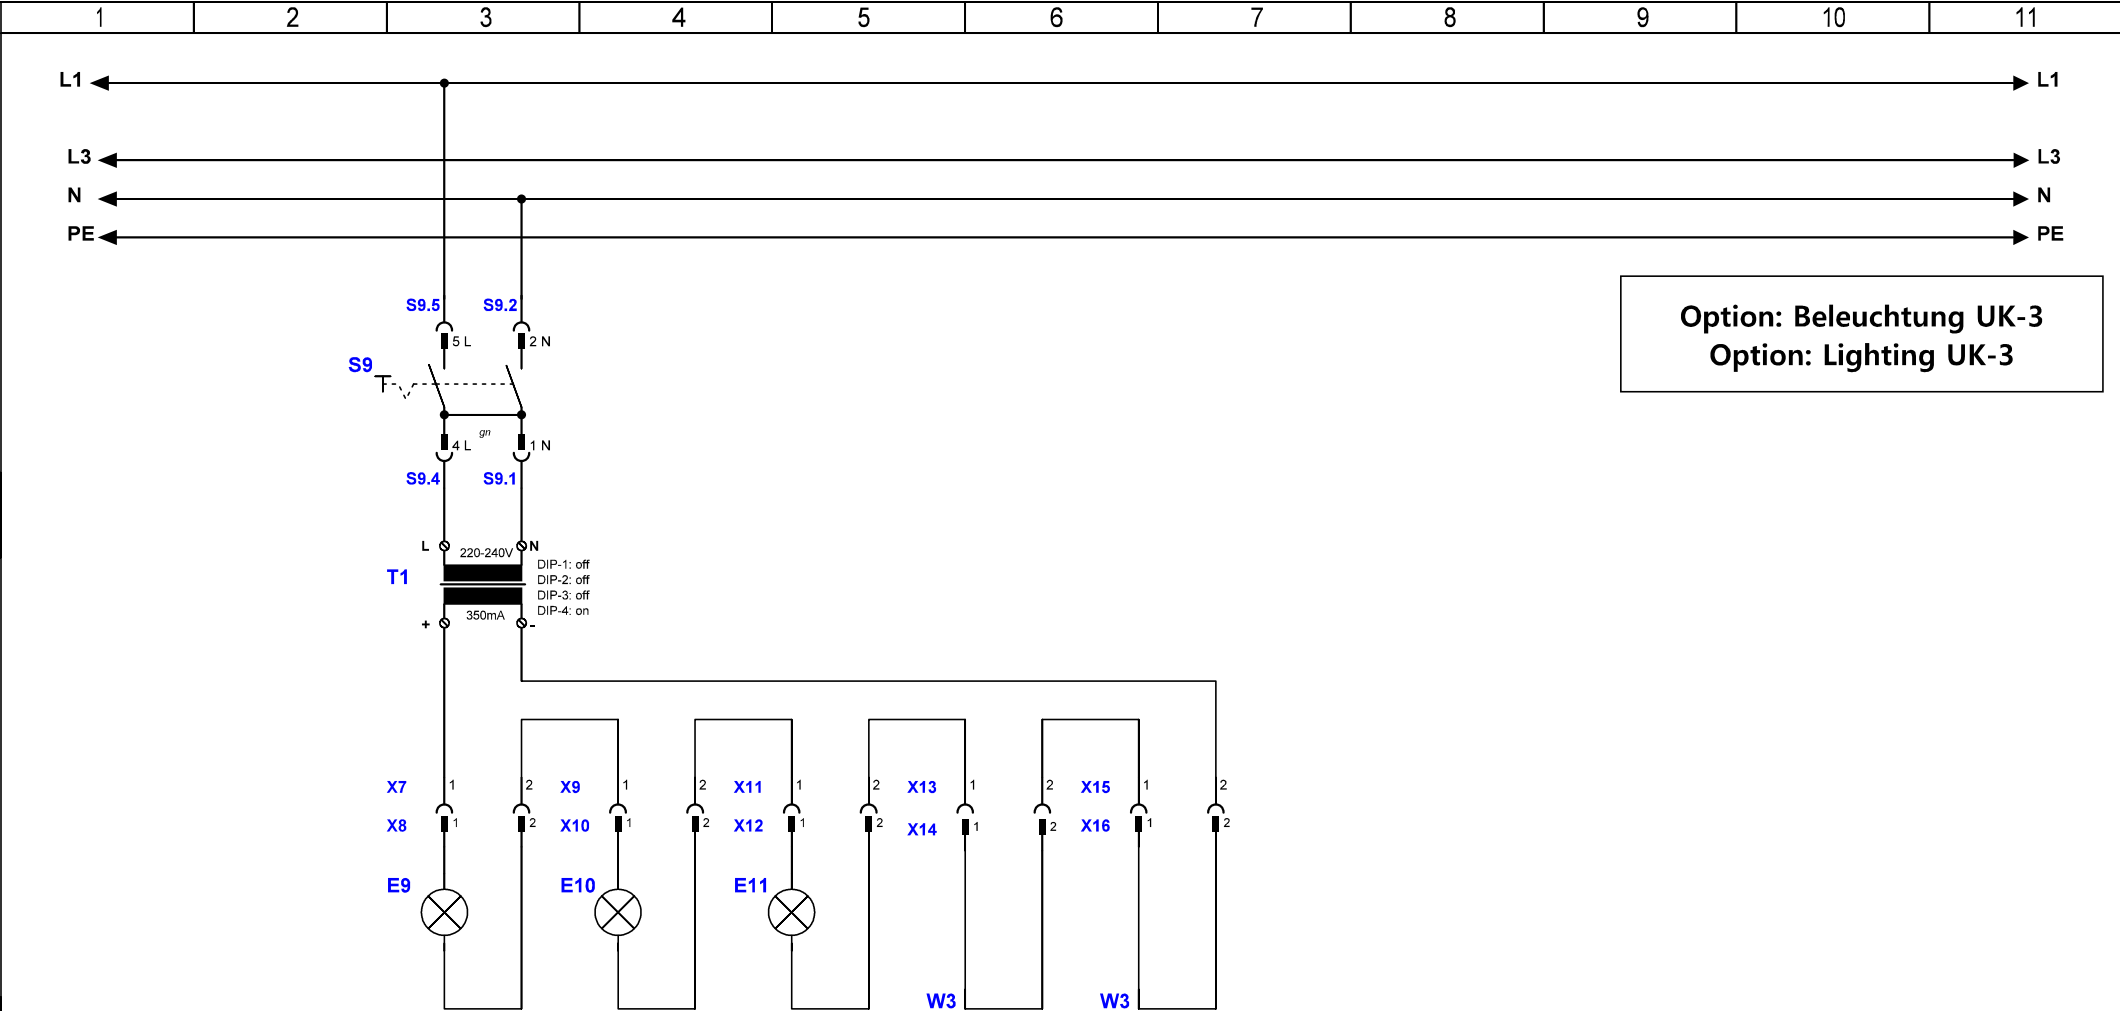 1 2 3 4 5 6 7 8 9 10 11
L1 L1
L3 L3
N N
PE PE
Option: Beleuchtung UK-3
Option: Lighting UK-3
S9.5 S9.2
5 L 2 N
S9
gn
4 L 1 N
S9.4 S9.1
L 220-240V N
T1
DIP-1: off
DIP-2: off
DIP-3: off
DIP-4: on
350mA
+ -
X7 1 2 X9 1 2 X11 1 2 X13 1 2 X15 1 2
X8 1 2 X10 1 2 X12 1 2 X14 1 2 X16 1 2
E9 E10 E11
W3 W3